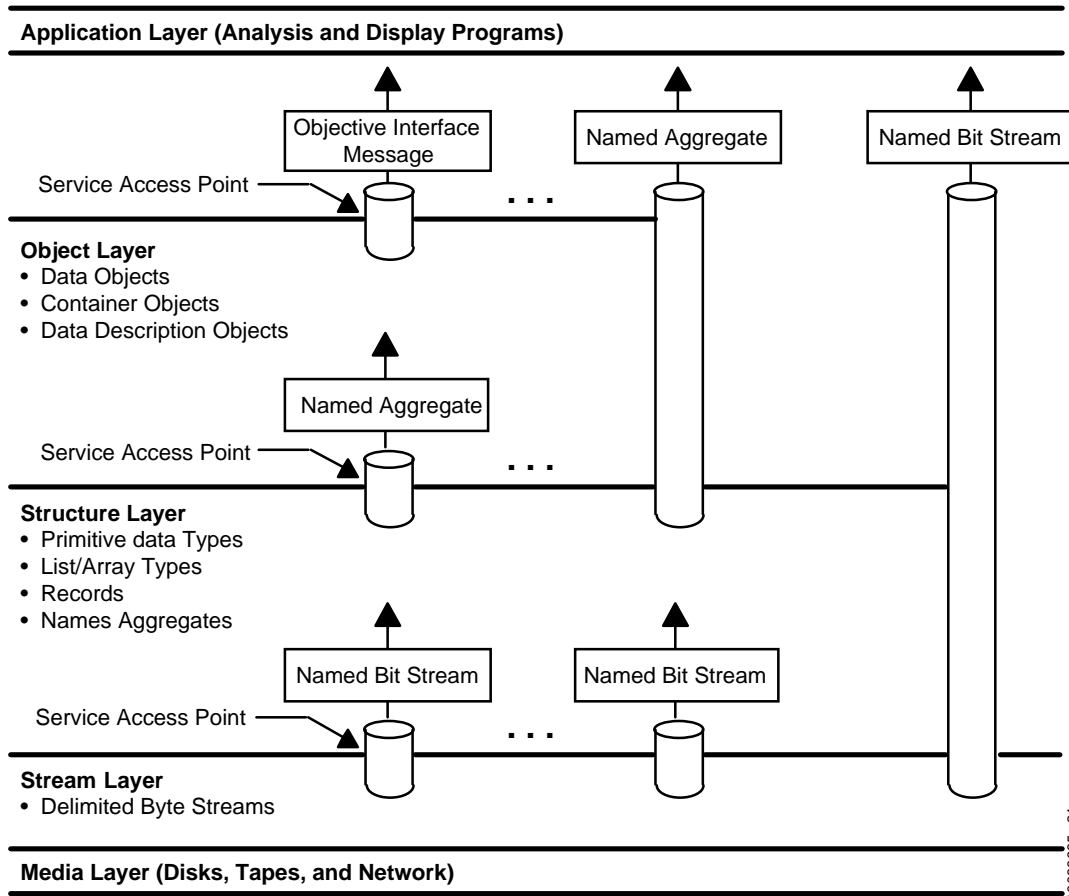 Application Layer (Analysis and Display Programs)
Objective Interface
Message
Named Aggregate
Named Bit Stream
Service Access Point
. . .
Object Layer
• Data Objects
• Container Objects
• Data Description Objects
Named Aggregate
Service Access Point
. . .
Structure Layer
• Primitive data Types
• List/Array Types
• Records
• Names Aggregates
Named Bit Stream
Named Bit Stream
Service Access Point
. . .
Stream Layer
• Delimited Byte Streams
Media Layer (Disks, Tapes, and Network)